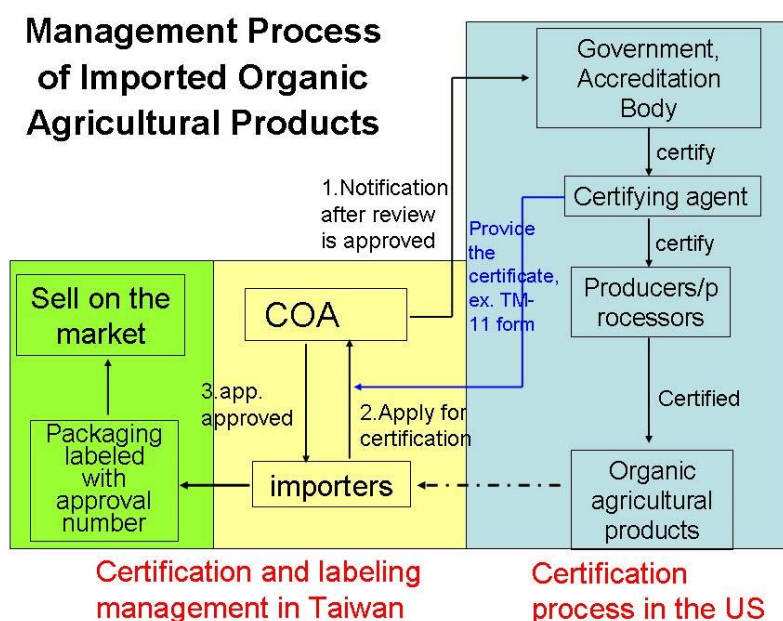 Management Process
of Imported Organic
Agricultural Products
Government,
Accreditation
Body
certify
1.Notification
after review
is approved
Certifying agent
Provide
the
certificate,
ex. TM-
11 form
certify
Sell on the
market
COA
Producers/p
rocessors
3.app.
approved
2.Apply for
certification
Certified
Packaging
labeled
with
approval
number
importers
Organic
agricultural
products
Certification and labeling
management in Taiwan
Certification
process in the US